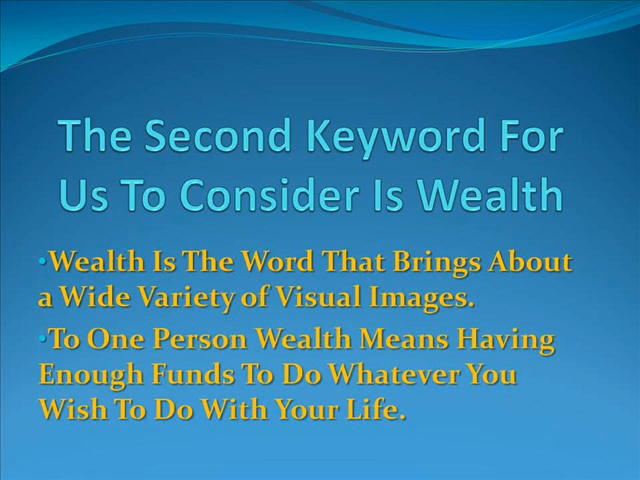 The Second Keyword For
Us To Consider Is Wealth
•Wealth Is The Word That Brings About
a Wide Variety of Visual Images.
•To One Person Wealth Means Having
Enough Funds To Do Whatever You
Wish To Do With Your Life.